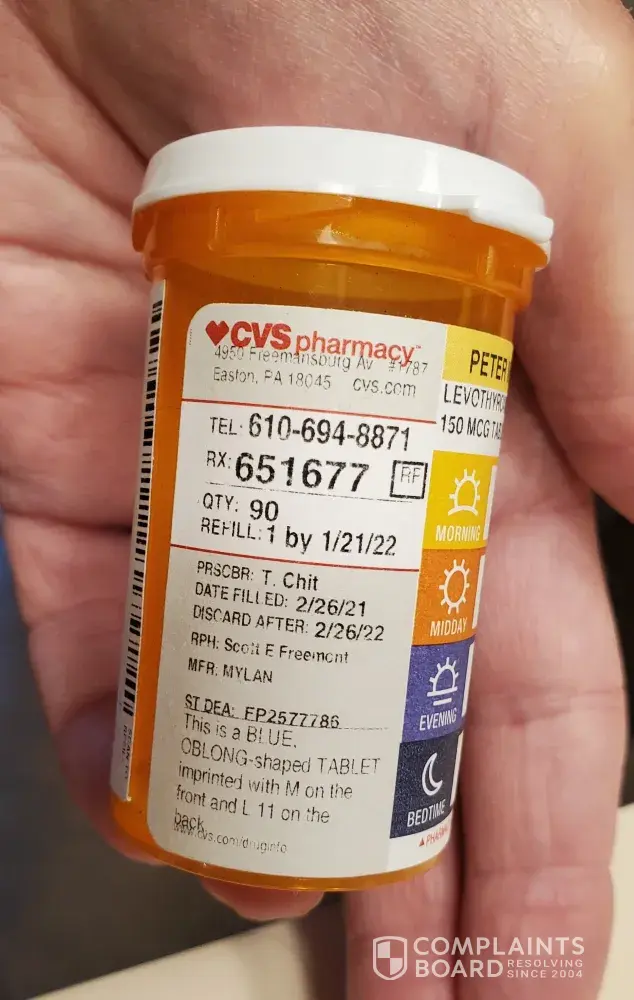 CVS pharmacy™
4950 Freemansburg Av #1787
Easton, PA 18045 cvs.com
TEL: 610-694-8871
RX: 651677 RF
QTY: 90
REFILL: 1 by 1/21/22
PRSCBR: T. Chit
DATE FILLED: 2/26/21
DISCARD AFTER: 2/26/22
RPH: Scott E Freemont
MFR: MYLAN
ST DEA: FP2577786
This is a BLUE,
OBLONG-shaped TABLET
imprinted with M on the
front and L 11 on the
back.
www.cvs.com/druginfo
PETER
LEVOTHYRO
150 MCG TAB
MORNING
MIDDAY
EVENING
BEDTIME
SCAN
COMPLAINTS
BOARD RESOLVING
SINCE 2004